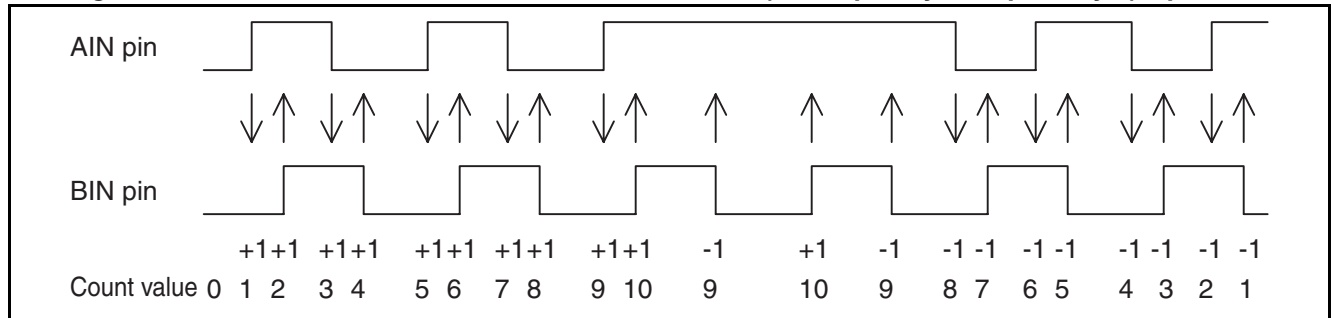 AIN pin
BIN pin
+1 +1 +1 +1 +1 +1 +1 +1 +1 +1 -1 +1 -1 -1 -1 -1 -1 -1 -1 -1 -1
Count value 0 1 2 3 4 5 6 7 8 9 10 9 10 9 8 7 6 5 4 3 2 1